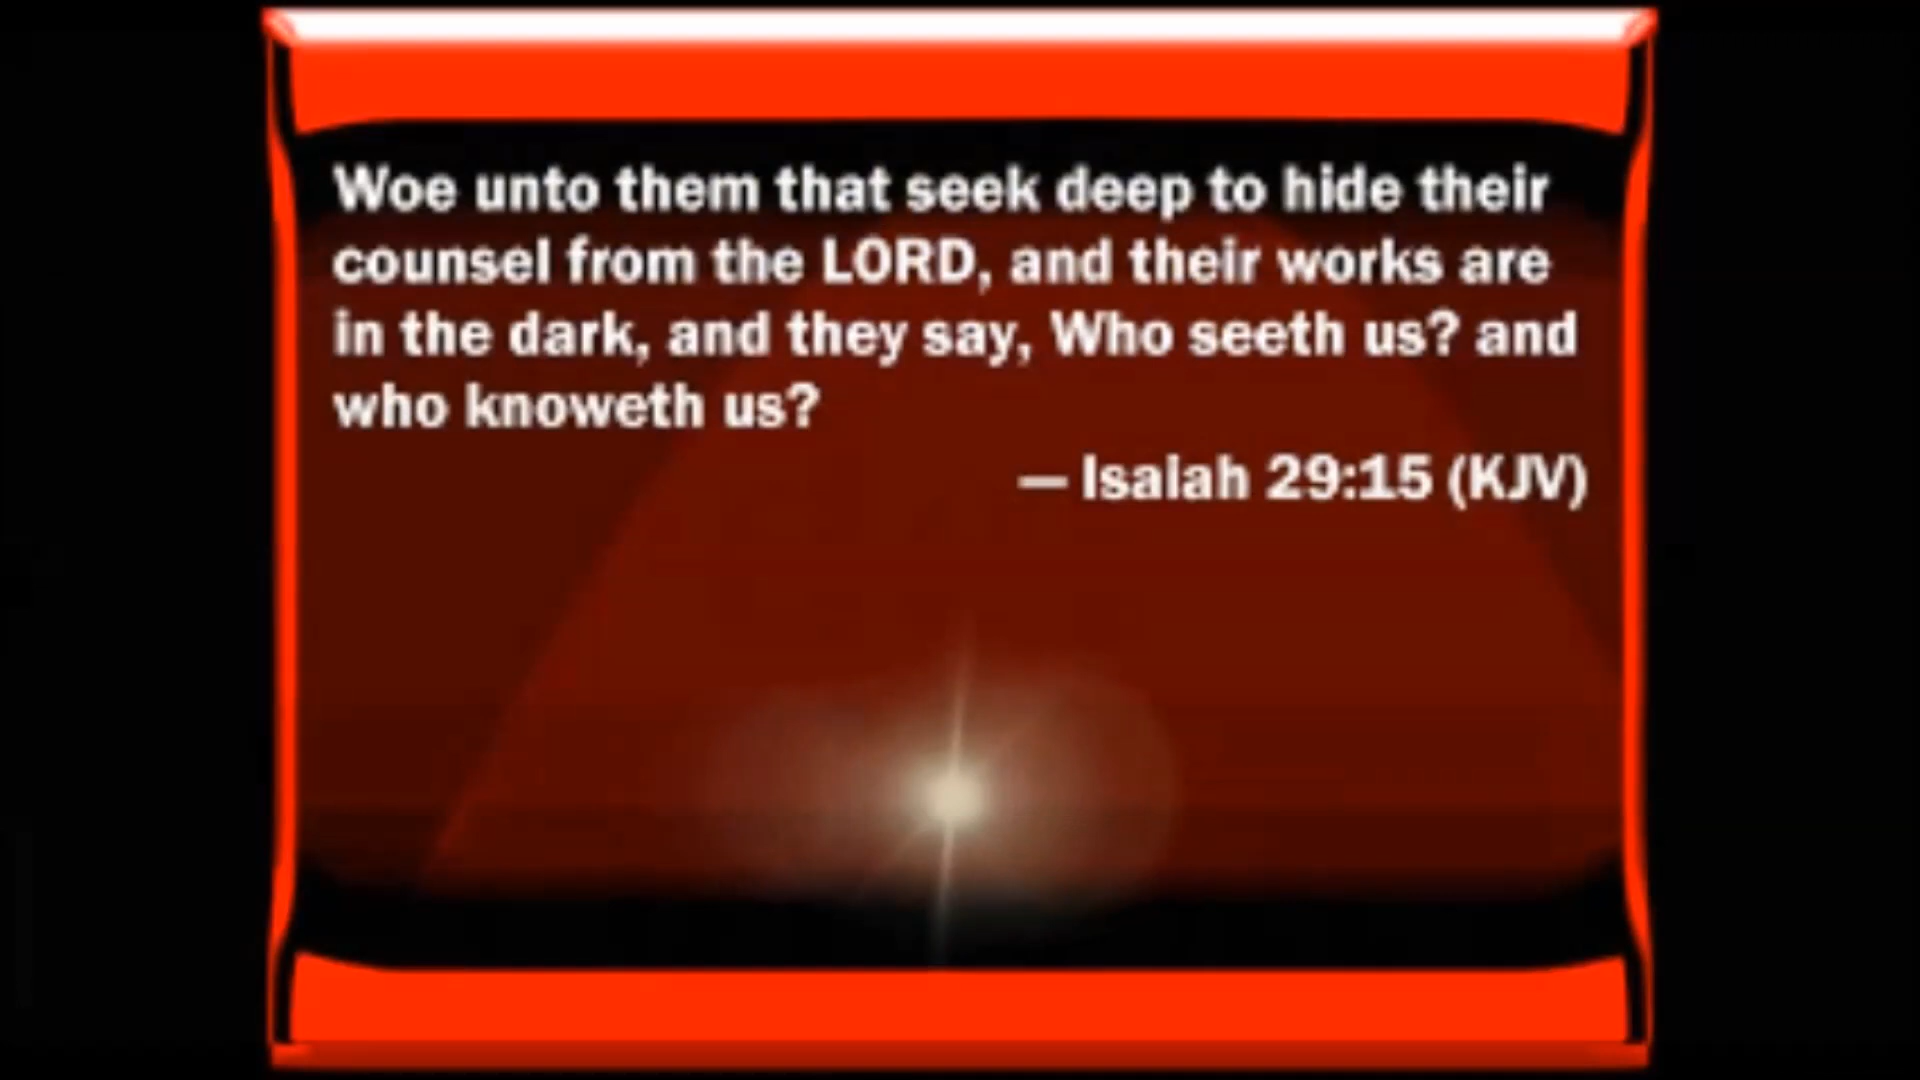 Woe unto them that seek deep to hide their
counsel from the LORD, and their works are
in the dark, and they say, Who seeth us? and
who knoweth us?
— Isaiah 29:15 (KJV)